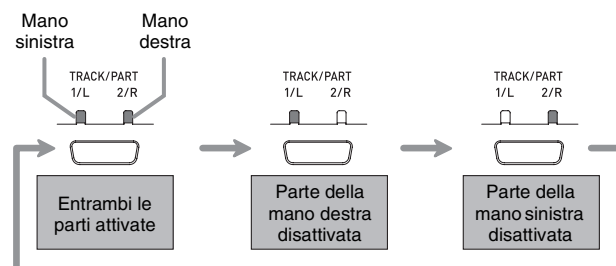 Mano
sinistra
Mano
destra
TRACK/PART
1/L 2/R
TRACK/PART
1/L 2/R
TRACK/PART
1/L 2/R
Entrambi le
parti attivate
Parte della
mano destra
disattivata
Parte della
mano sinistra
disattivata